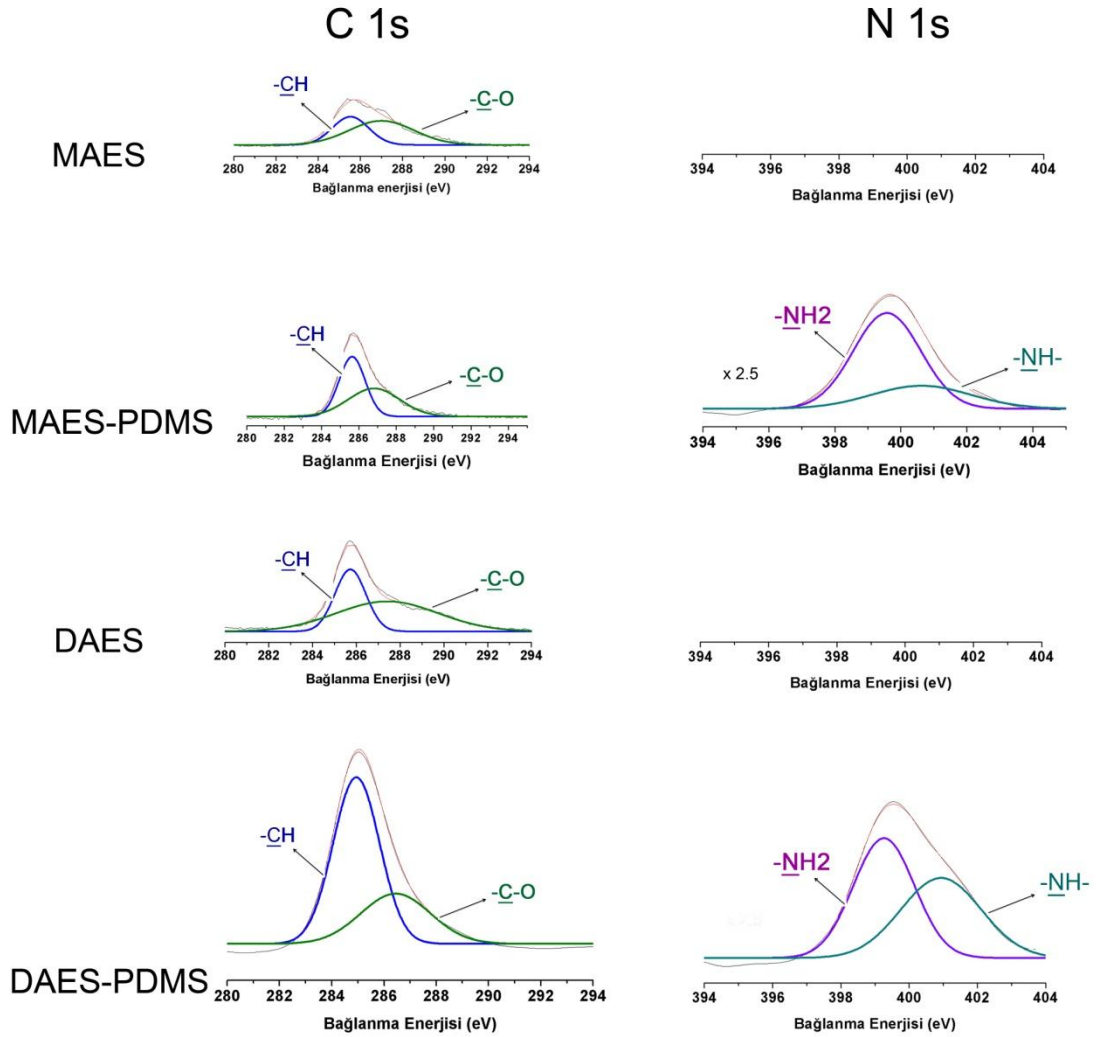 C 1s
N 1s
MAES
-CH
-C-O
280 282 284 286 288 290 292 294
Bağlanma enerjisi (eV)
394 396 398 400 402 404
Bağlanma Enerjisi (eV)
MAES-PDMS
-CH
-C-O
280 282 284 286 288 290 292 294
Bağlanma Enerjisi (eV)
-NH2
x 2.5
-NH-
394 396 398 400 402 404
Bağlanma Enerjisi (eV)
DAES
-CH
-C-O
280 282 284 286 288 290 292 294
Bağlanma Enerjisi (eV)
394 396 398 400 402 404
Bağlanma Enerjisi (eV)
DAES-PDMS
-CH
-C-O
280 282 284 286 288 290 292 294
Bağlanma Enerjisi (eV)
-NH2
-NH-
394 396 398 400 402 404
Bağlanma Enerjisi (eV)